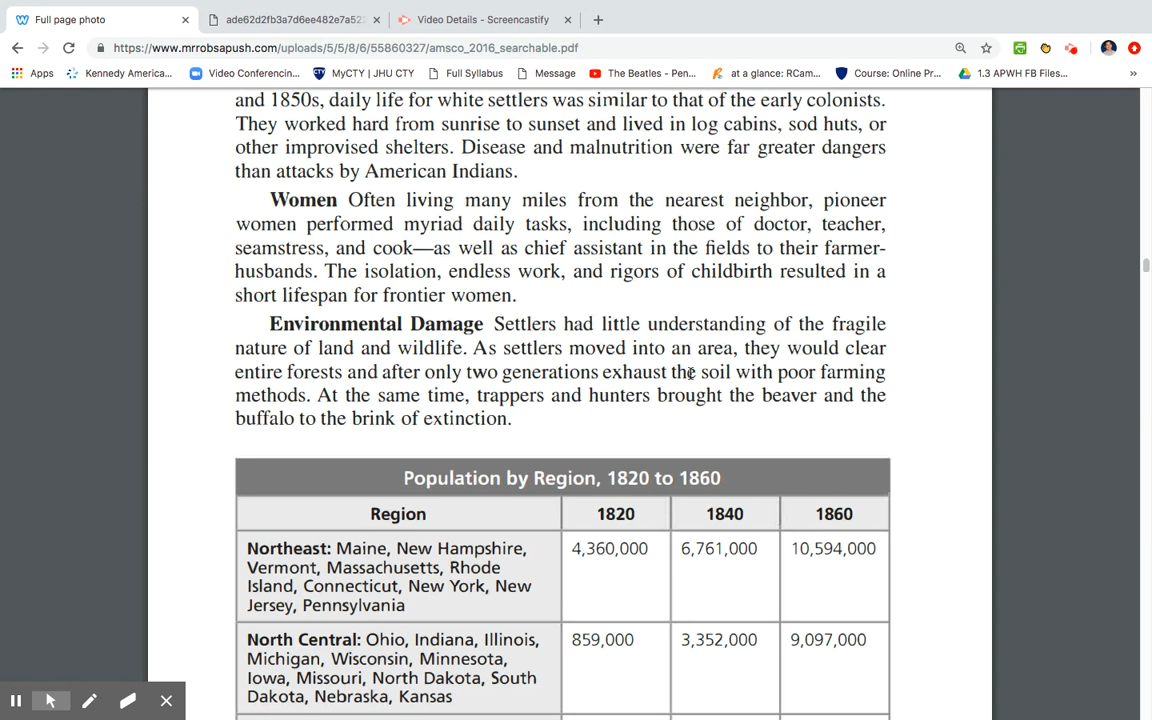 Full page photo
ade62d2fb3a7d6ee482e7a522
Video Details - Screencastify
https://www.mrrobsapush.com/uploads/5/5/8/6/55860327/amsco_2016_searchable.pdf
Apps
Kennedy America...
Video Conferencin...
MyCTY | JHU CTY
Full Syllabus
Message
The Beatles - Pen...
at a glance: RCam...
Course: Online Pr...
1.3 APWH FB Files...
and 1850s, daily life for white settlers was similar to that of the early colonists.
They worked hard from sunrise to sunset and lived in log cabins, sod huts, or
other improvised shelters. Disease and malnutrition were far greater dangers
than attacks by American Indians.
Women Often living many miles from the nearest neighbor, pioneer
women performed myriad daily tasks, including those of doctor, teacher,
seamstress, and cook—as well as chief assistant in the fields to their farmer-
husbands. The isolation, endless work, and rigors of childbirth resulted in a
short lifespan for frontier women.
Environmental Damage Settlers had little understanding of the fragile
nature of land and wildlife. As settlers moved into an area, they would clear
entire forests and after only two generations exhaust the soil with poor farming
methods. At the same time, trappers and hunters brought the beaver and the
buffalo to the brink of extinction.
Population by Region, 1820 to 1860
Region 1820 1840 1860
Northeast: Maine, New Hampshire, 4,360,000 6,761,000 10,594,000
Vermont, Massachusetts, Rhode
Island, Connecticut, New York, New
Jersey, Pennsylvania
North Central: Ohio, Indiana, Illinois, 859,000 3,352,000 9,097,000
Michigan, Wisconsin, Minnesota,
Iowa, Missouri, North Dakota, South
Dakota, Nebraska, Kansas